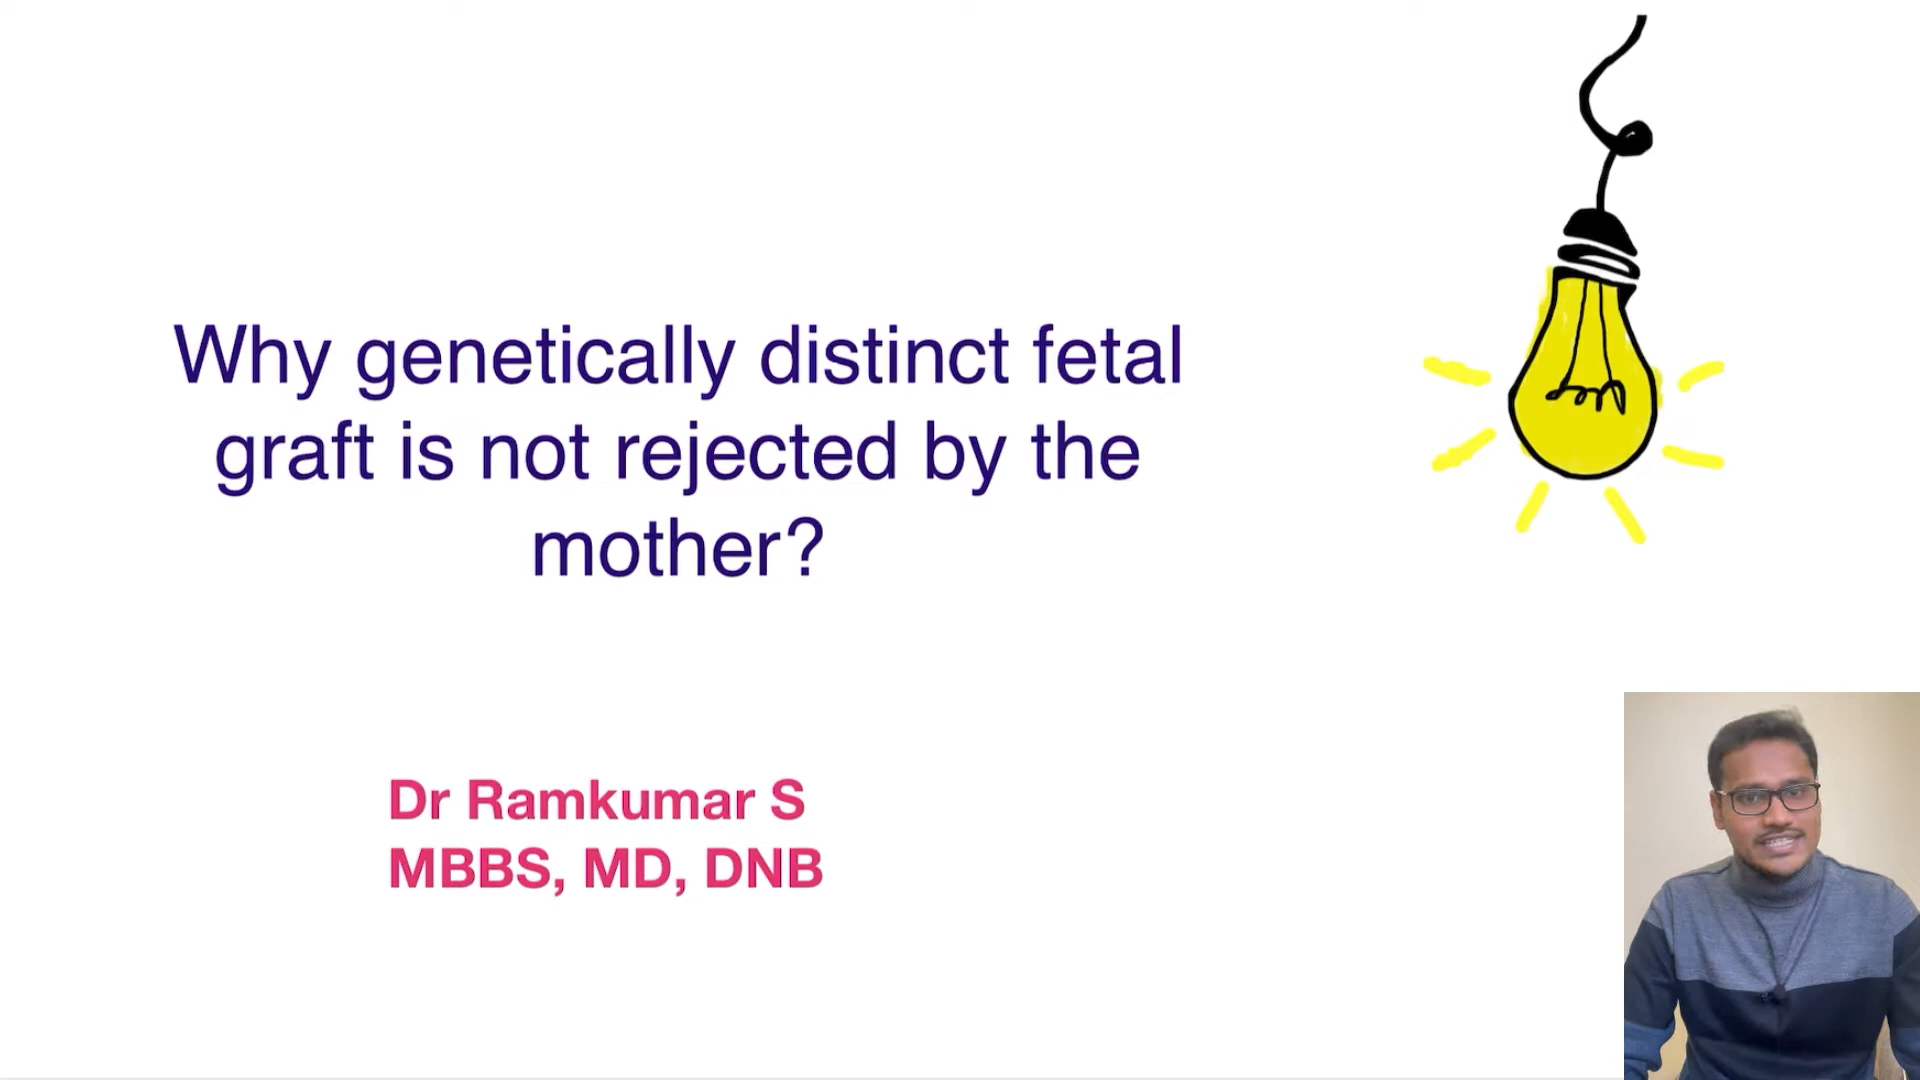 Why genetically distinct fetal
graft is not rejected by the
mother?
Dr Ramkumar S
MBBS, MD, DNB